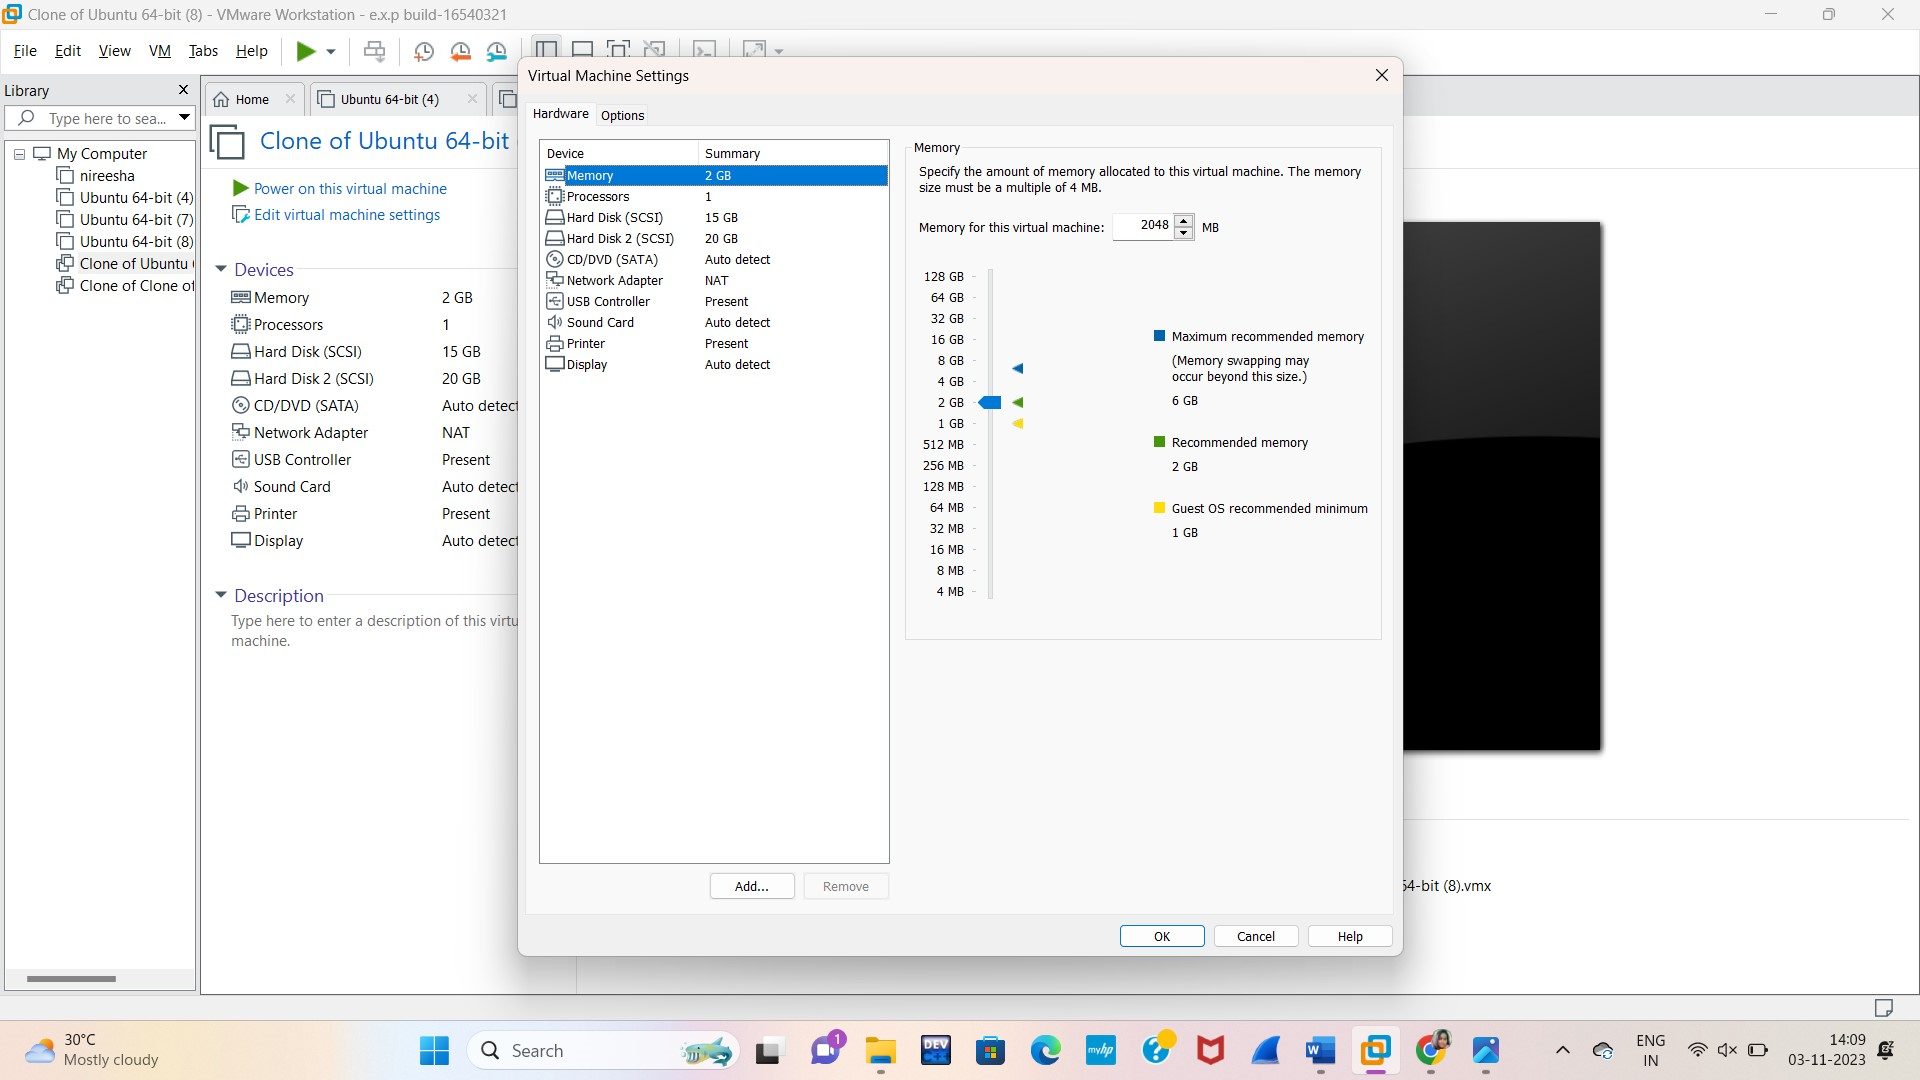 Clone of Ubuntu 64-bit (8) - VMware Workstation - e.x.p build-16540321
File Edit View VM Tabs Help
Library
Type here to sea...
My Computer
nireesha
Ubuntu 64-bit (4)
Ubuntu 64-bit (7)
Ubuntu 64-bit (8)
Clone of Ubuntu
Clone of Clone of
Home
Ubuntu 64-bit (4)
Clone of Ubuntu 64-bit
Power on this virtual machine
Edit virtual machine settings
Devices
Memory 2 GB
Processors 1
Hard Disk (SCSI) 15 GB
Hard Disk 2 (SCSI) 20 GB
CD/DVD (SATA) Auto detect
Network Adapter NAT
USB Controller Present
Sound Card Auto detect
Printer Present
Display Auto detect
Description
Type here to enter a description of this virtu
machine.
Virtual Machine Settings
Hardware Options
Device Summary
Memory 2 GB
Processors 1
Hard Disk (SCSI) 15 GB
Hard Disk 2 (SCSI) 20 GB
CD/DVD (SATA) Auto detect
Network Adapter NAT
USB Controller Present
Sound Card Auto detect
Printer Present
Display Auto detect
Add... Remove
Memory
Specify the amount of memory allocated to this virtual machine. The memory
size must be a multiple of 4 MB.
Memory for this virtual machine: 2048 MB
128 GB
64 GB
32 GB
16 GB
8 GB
4 GB
2 GB
1 GB
512 MB
256 MB
128 MB
64 MB
32 MB
16 MB
8 MB
4 MB
Maximum recommended memory
(Memory swapping may
occur beyond this size.)
6 GB
Recommended memory
2 GB
Guest OS recommended minimum
1 GB
OK Cancel Help
64-bit (8).vmx
30°C
Mostly cloudy
Search
1
DEV
C++
myhp
W
ENG
IN
14:09
03-11-2023